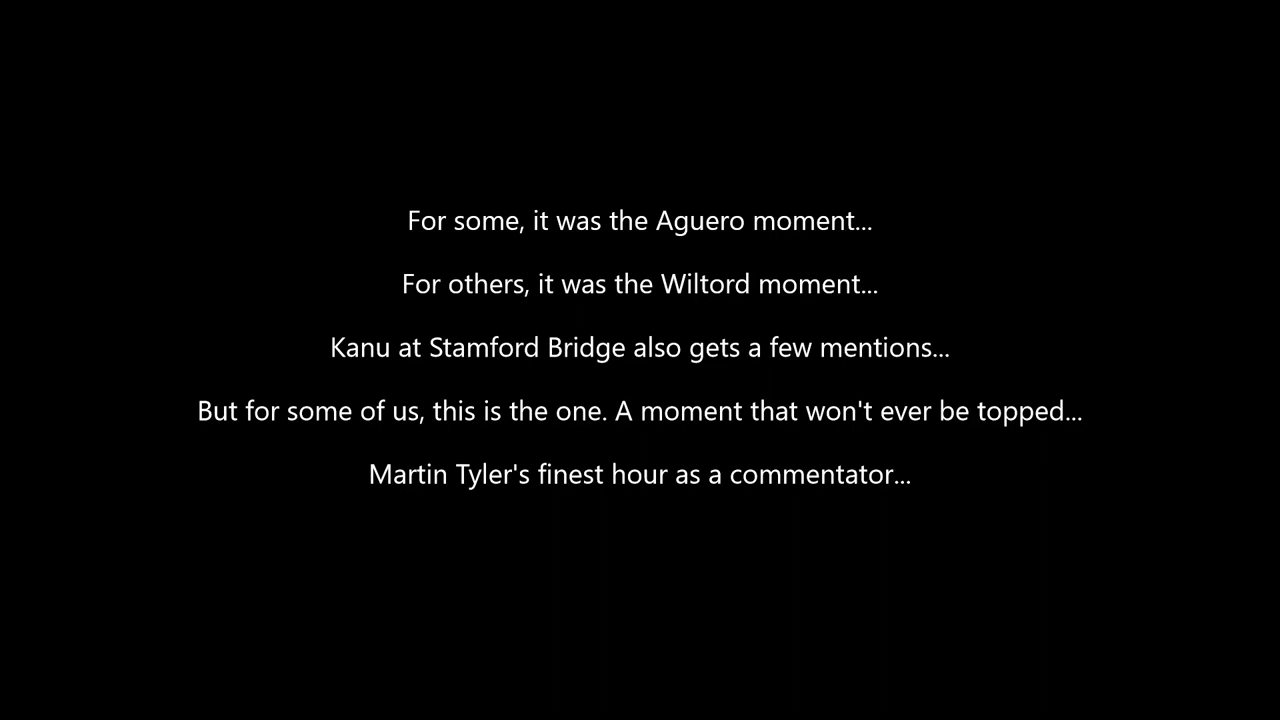 For some, it was the Aguero moment...
For others, it was the Wiltord moment...
Kanu at Stamford Bridge also gets a few mentions...
But for some of us, this is the one. A moment that won't ever be topped...
Martin Tyler's finest hour as a commentator...